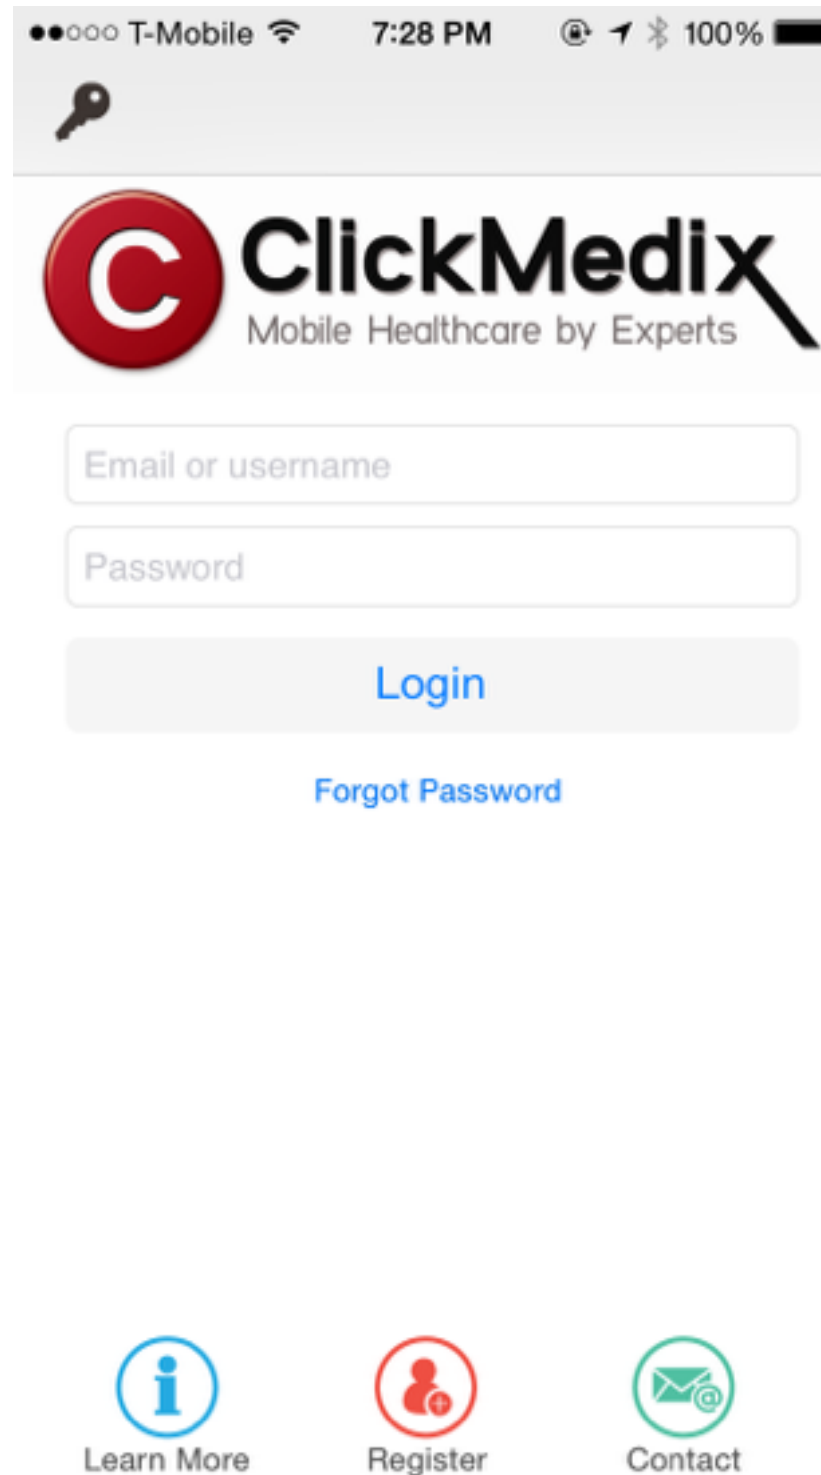 T-Mobile 7:28 PM 100%
C ClickMedix
Mobile Healthcare by Experts
Email or username
Password
Login
Forgot Password
Learn More Register Contact